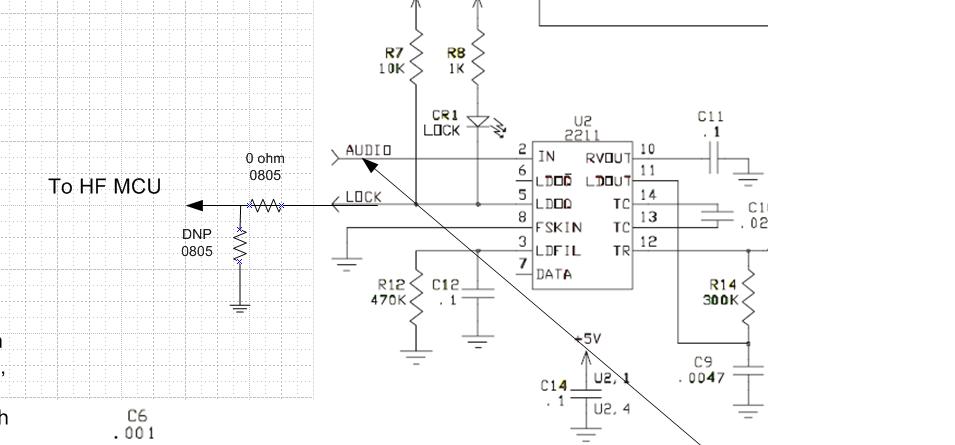 R7
10K
R8
1K
CR1
LOCK
U2
2211
C11
.1
AUDIO
0 ohm
0805
To HF MCU
LOCK
DNP
0805
2 IN RVOUT 10
6 LDOQ LDOUT 11
5 LDOQ TC 14
8 FSKIN TC 13
3 LDFIL TR 12
7 DATA
.02
R12
470K
C12
.1
R14
300K
+5V
C14
.1
U2,1
U2,4
C9
.0047
,
h
C6
.001